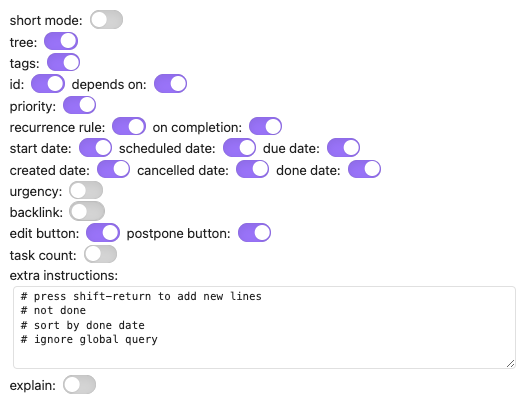 short mode:
tree:
tags:
id: depends on:
priority:
recurrence rule: on completion:
start date: scheduled date: due date:
created date: cancelled date: done date:
urgency:
backlink:
edit button: postpone button:
task count:
extra instructions:
# press shift-return to add new lines
# not done
# sort by done date
# ignore global query
explain: